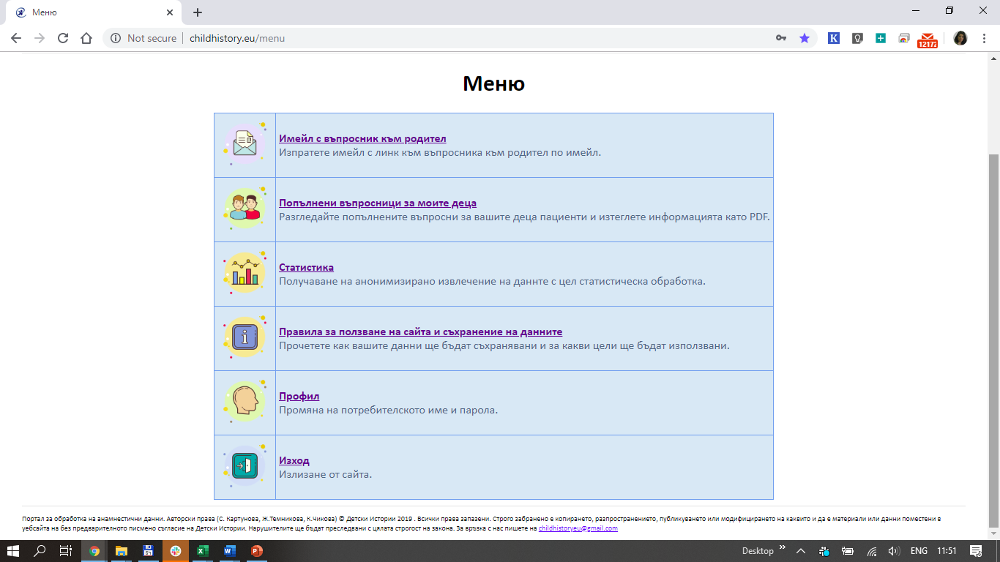 Меню
Not secure
childhistory.eu/menu
K
12172
Меню
Имейл с въпросник към родител
Изпратете имейл с линк към въпросника към родител по имейл.
Попълнени въпросници за моите деца
Разгледайте попълнените въпросни за вашите деца пациенти и изтеглете информацията като PDF.
Статистика
Получаване на анонимизирано извлечение на даннте с цел статистическа обработка.
Правила за ползване на сайта и съхранение на данните
Прочетете как вашите данни ще бъдат съхранявани и за какви цели ще бъдат използвани.
Профил
Промяна на потребителското име и парола.
Изход
Излизане от сайта.
Портал за обработка на анамнестични данни. Авторски права (С. Картунова, Ж.Темникова, К.Чикова) © Детски Истории 2019 . Всички права запазени. Строго забранено е копирането, разпространението, публикуването или модифицирането на каквито и да е материали или данни поместени в
уебсайта на без предварителното писмено съгласие на Детски Истории. Нарушителите ще бъдат преследвани с цялата строгост на закона. За връзка с нас пишете на childhistoryeu@gmail.com
64
Desktop
ENG
11:51